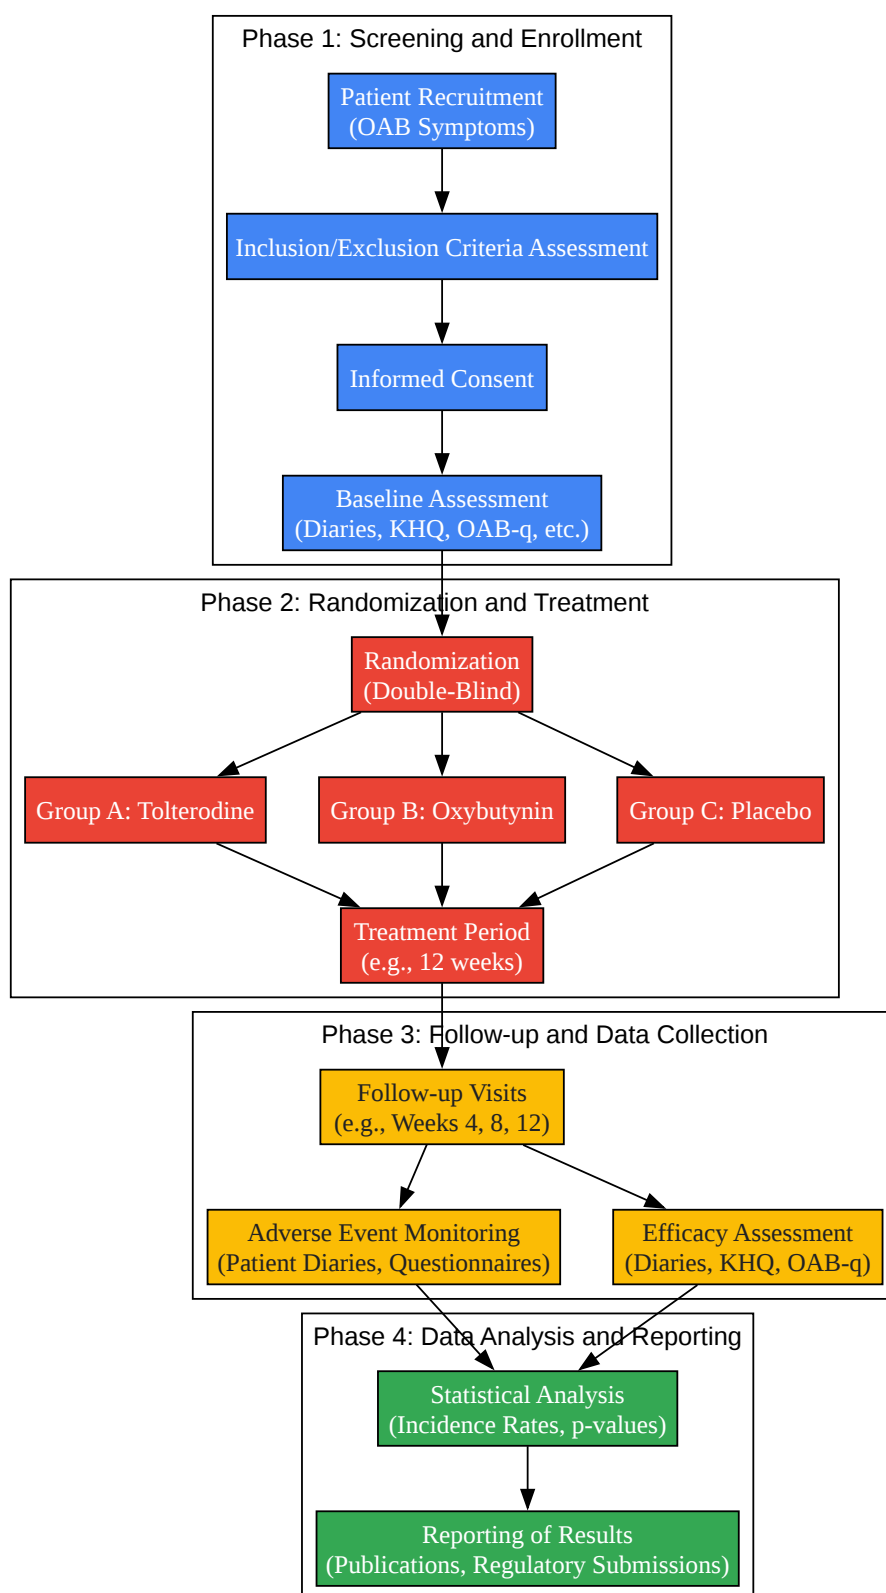 Phase 1: Screening and Enrollment
Patient Recruitment
(OAB Symptoms)
Inclusion/Exclusion Criteria Assessment
Informed Consent
Baseline Assessment
(Diaries, KHQ, OAB-q, etc.)
Phase 2: Randomization and Treatment
Randomization
(Double-Blind)
Group A: Tolterodine
Group B: Oxybutynin
Group C: Placebo
Treatment Period
(e.g., 12 weeks)
Phase 3: Follow-up and Data Collection
Follow-up Visits
(e.g., Weeks 4, 8, 12)
Adverse Event Monitoring
(Patient Diaries, Questionnaires)
Efficacy Assessment
(Diaries, KHQ, OAB-q)
Phase 4: Data Analysis and Reporting
Statistical Analysis
(Incidence Rates, p-values)
Reporting of Results
(Publications, Regulatory Submissions)